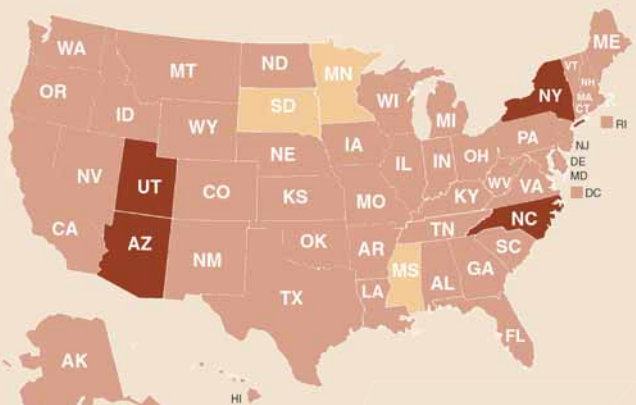 WA
MT
ND
MN
ME
VT
NH
OR
ID
WY
SD
WI
MI
NY
MA
CT
RI
NV
UT
CO
NE
IA
IL
IN
OH
PA
NJ
DE
MD
DC
CA
AZ
NM
KS
MO
KY
WV
VA
OK
AR
TN
NC
SC
TX
LA
MS
AL
GA
FL
AK
HI